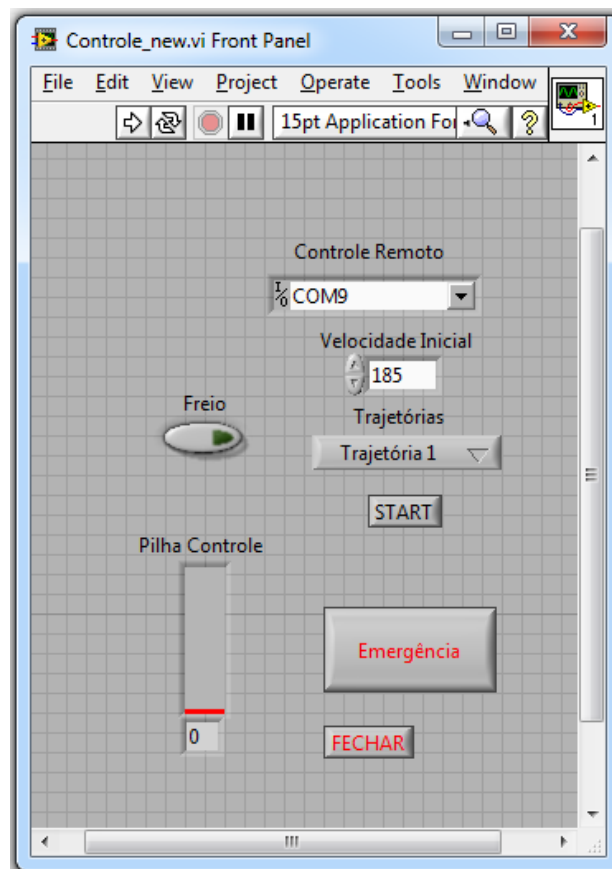 Controle_new.vi Front Panel
File Edit View Project Operate Tools Window
15pt Application Fo
1
Controle Remoto
I/O COM9
Velocidade Inicial
185
Freio
Trajetórias
Trajetória 1
START
Pilha Controle
Emergência
0
FECHAR